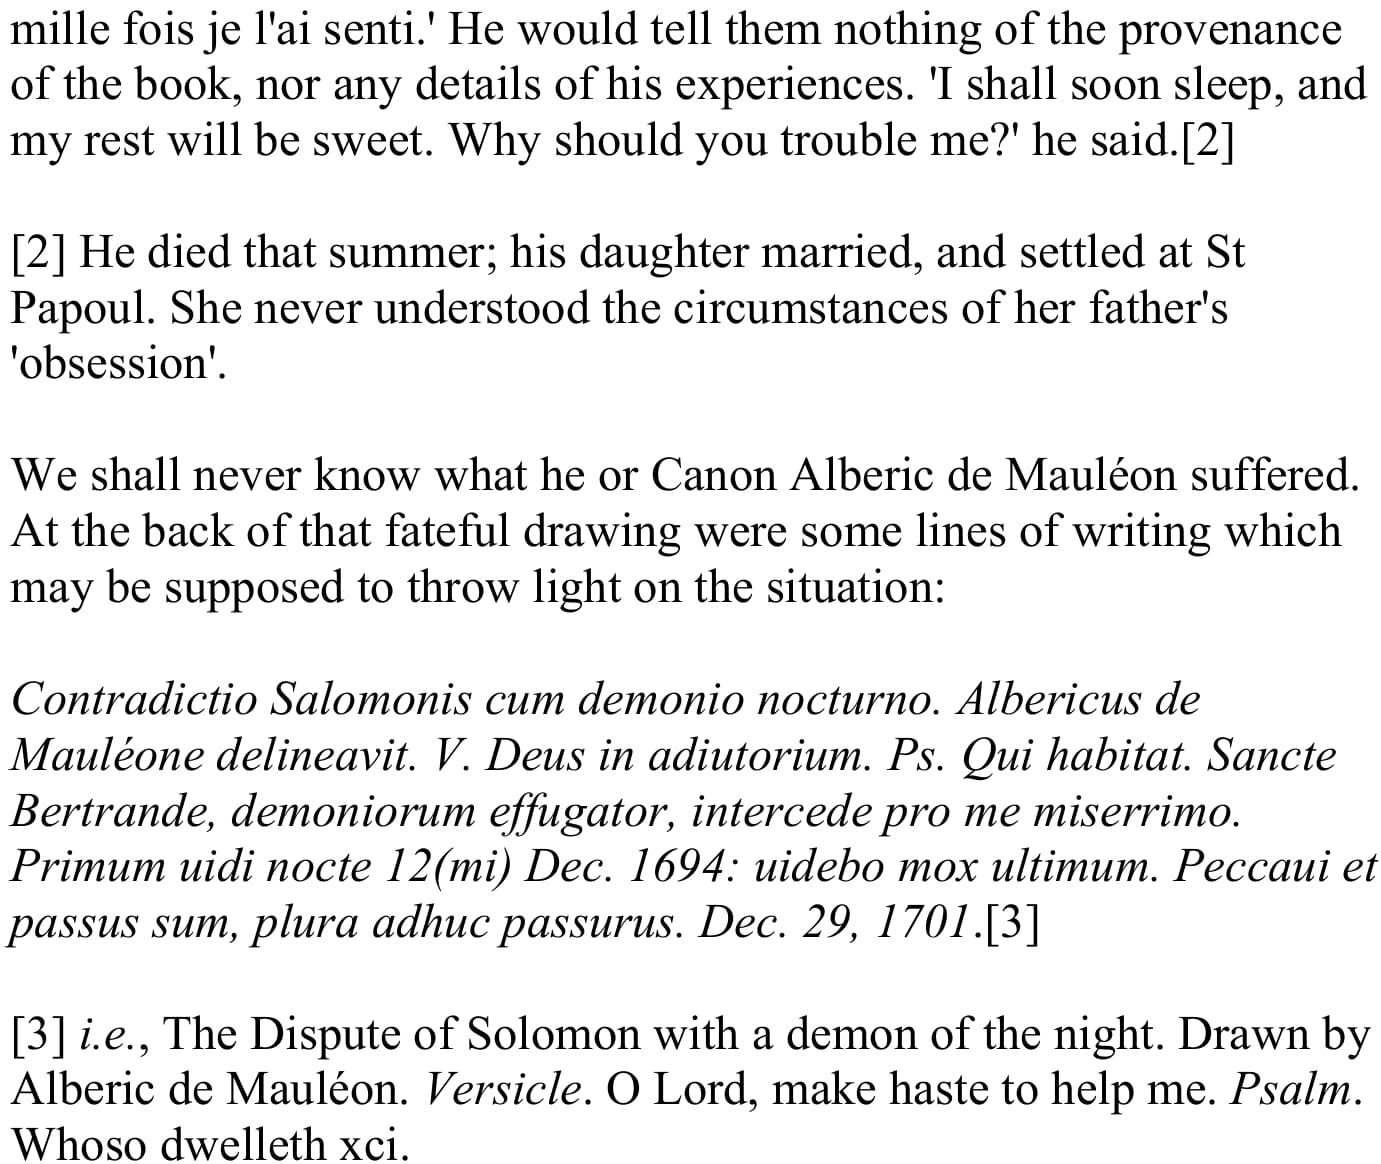 mille fois je l'ai senti.' He would tell them nothing of the provenance
of the book, nor any details of his experiences. 'I shall soon sleep, and
my rest will be sweet. Why should you trouble me?' he said.[2]
[2] He died that summer; his daughter married, and settled at St
Papoul. She never understood the circumstances of her father's
'obsession'.
We shall never know what he or Canon Alberic de Mauléon suffered.
At the back of that fateful drawing were some lines of writing which
may be supposed to throw light on the situation:
Contradictio Salomonis cum demonio nocturno. Albericus de
Mauléone delineavit. V. Deus in adiutorium. Ps. Qui habitat. Sancte
Bertrande, demoniorum effugator, intercede pro me miserrimo.
Primum uidi nocte 12(mi) Dec. 1694: uidebo mox ultimum. Peccaui et
passus sum, plura adhuc passurus. Dec. 29, 1701.[3]
[3] i.e., The Dispute of Solomon with a demon of the night. Drawn by
Alberic de Mauléon. Versicle. O Lord, make haste to help me. Psalm.
Whoso dwelleth xci.